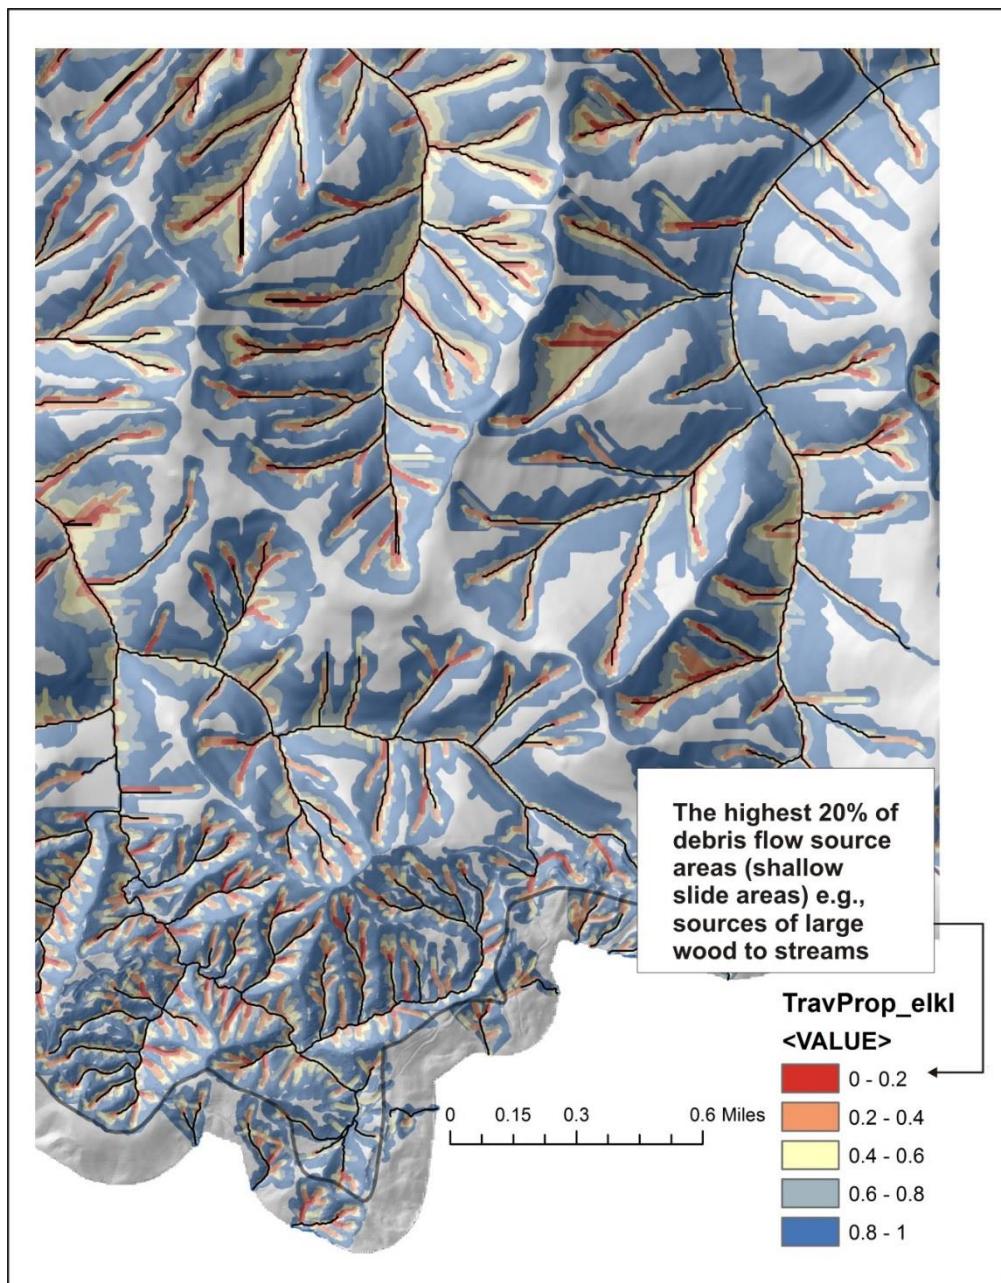 The highest 20% of
debris flow source
areas (shallow
slide areas) e.g.,
sources of large
wood to streams
TravProp_elkl
<VALUE>
0 - 0.2
0.2 - 0.4
0.4 - 0.6
0.6 - 0.8
0.8 - 1
0 0.15 0.3 0.6 Miles